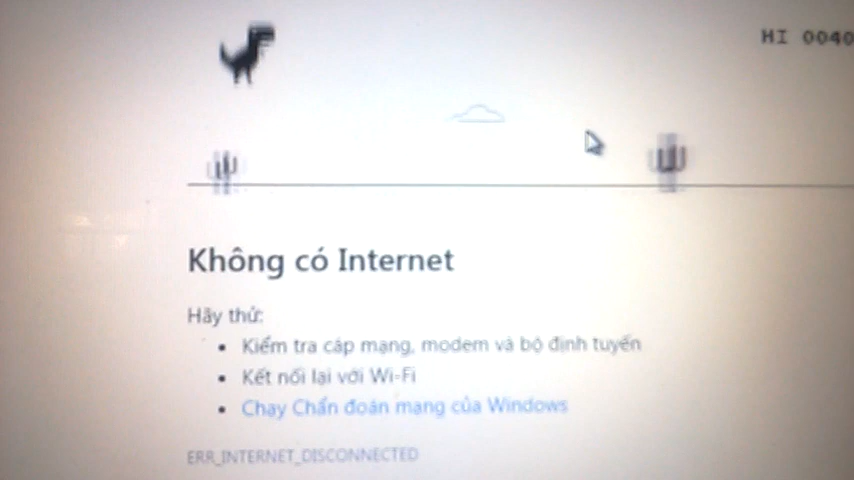 HI 0040
Không có Internet
Hãy thử:
Kiểm tra cáp mạng, modem và bộ định tuyến
Kết nối lại với Wi-Fi
Chạy Chẩn đoán mạng của Windows
ERR_INTERNET_DISCONNECTED